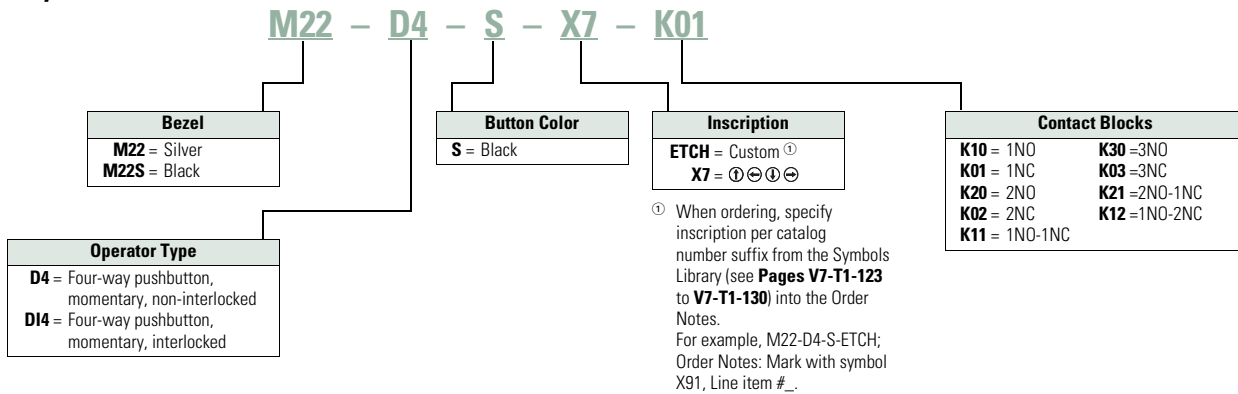 M22 – D4 – S – X7 – K01
Bezel
M22 = Silver
M22S = Black
Operator Type
D4 = Four-way pushbutton,
momentary, non-interlocked
DI4 = Four-way pushbutton,
momentary, interlocked
Button Color
S = Black
Inscription
ETCH = Custom ①
X7 = ⇧⇦⇩⇨
① When ordering, specify
inscription per catalog
number suffix from the Symbols
Library (see Pages V7-T1-123
to V7-T1-130) into the Order
Notes.
For example, M22-D4-S-ETCH;
Order Notes: Mark with symbol
X91, Line item #_.
Contact Blocks
K10 = 1NO K30 =3NO
K01 = 1NC K03 =3NC
K20 = 2NO K21 =2NO-1NC
K02 = 2NC K12 =1NO-2NC
K11 = 1NO-1NC